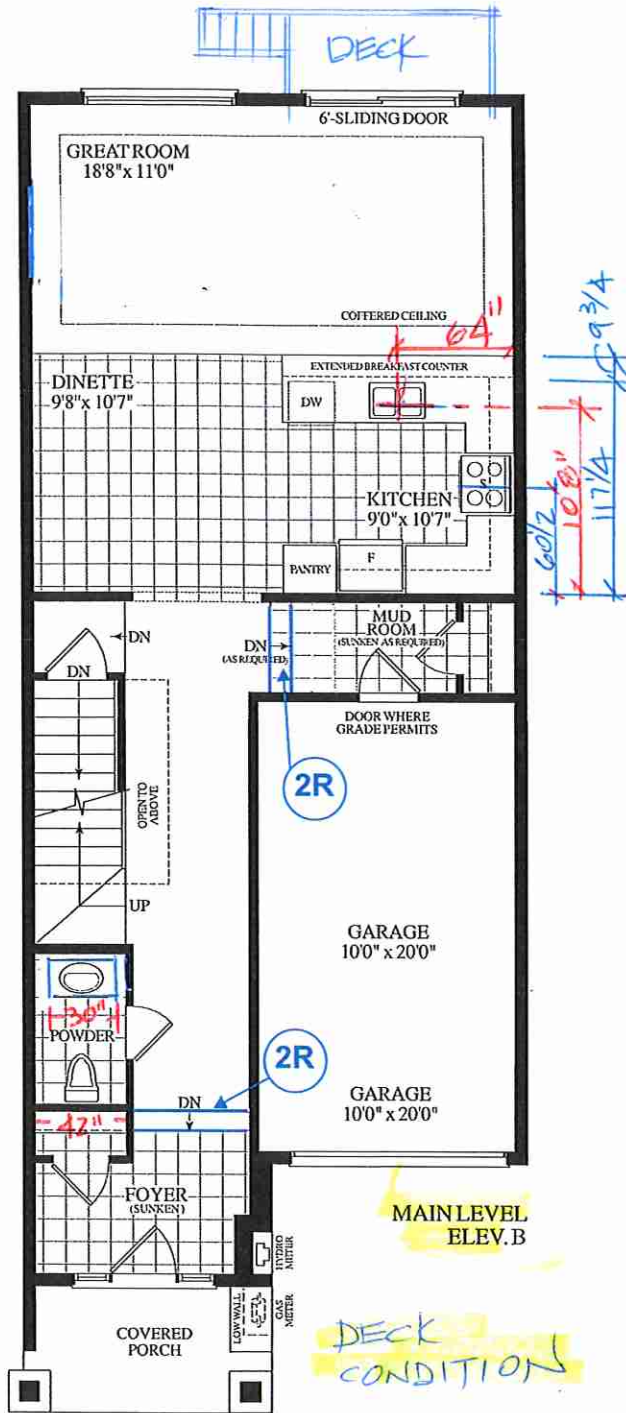 DECK
6'-SLIDING DOOR
GREAT ROOM
18'8"x 11'0"
COFFERED CEILING
64"
EXTENDED BREAKFAST COUNTER
9 3/4
DINETTE
9'8"x 10'7"
DW
S
KITCHEN
9'0"x 10'7"
60 1/2
108"
117 1/4
PANTRY
F
DN
DN
DN
(AS REQUIRED)
MUD
ROOM
(SUNKEN AS REQUIRED)
DOOR WHERE
GRADE PERMITS
2R
OPEN TO
ABOVE
UP
GARAGE
10'0" x 20'0"
30"
POWDER
2R
DN
GARAGE
10'0" x 20'0"
42"
FOYER
(SUNKEN)
MAIN LEVEL
ELEV. B
HYDRO
METER
LOW WALL
GAS
METER
COVERED
PORCH
DECK
CONDITION